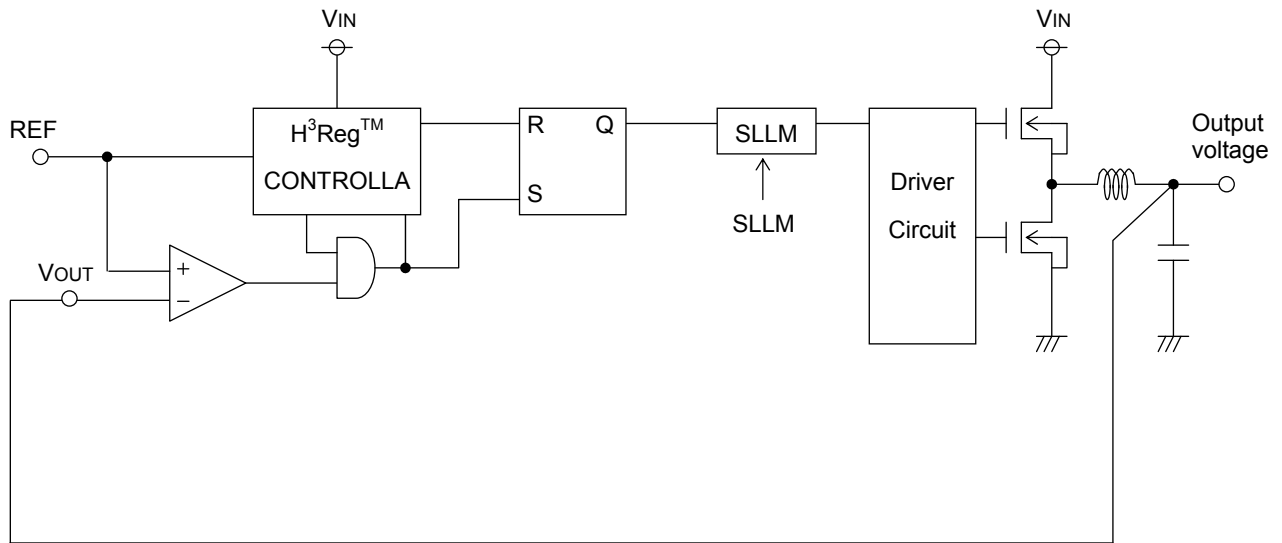 VIN
VIN
REF
H³Reg™
CONTROLLA
R
Q
S
SLLM
SLLM
Driver
Circuit
Output
voltage
VOUT
+
−